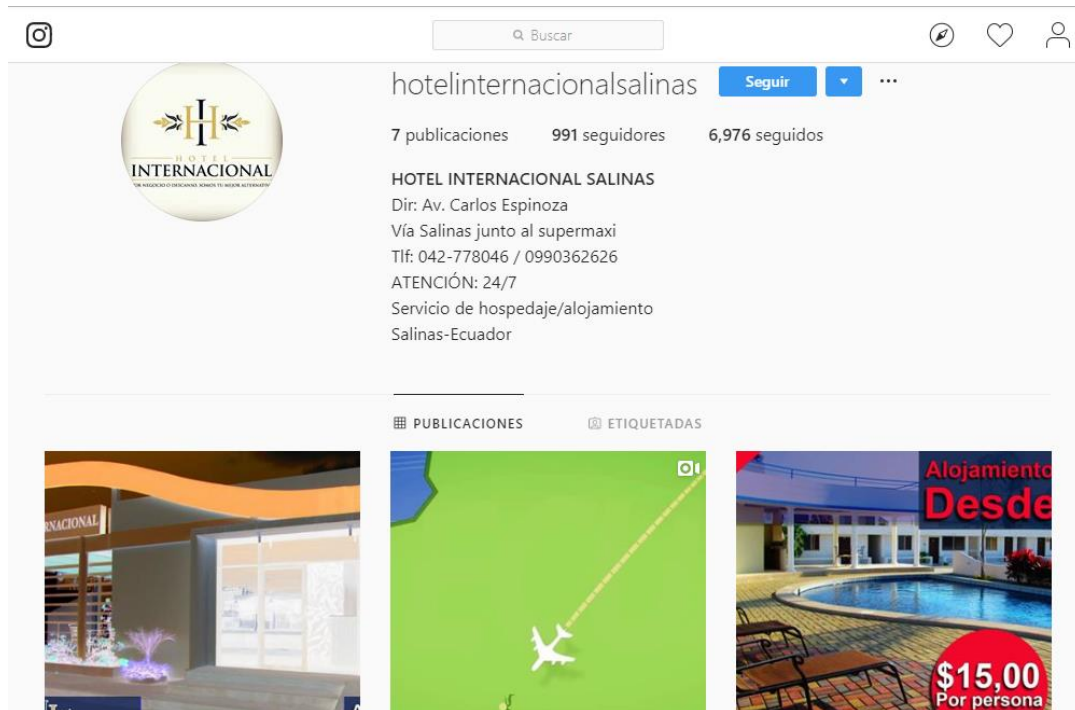 Buscar
hotelinternacionalsalinas Seguir
7 publicaciones 991 seguidores 6,976 seguidos
HOTEL
INTERNACIONAL
HOTEL INTERNACIONAL SALINAS
Dir: Av. Carlos Espinoza
Vía Salinas junto al supermaxi
Tlf: 042-778046 / 0990362626
ATENCIÓN: 24/7
Servicio de hospedaje/alojamiento
Salinas-Ecuador
PUBLICACIONES ETIQUETADAS
RNACIONAL
Alojamiento
Desde
$15,00
Por persona